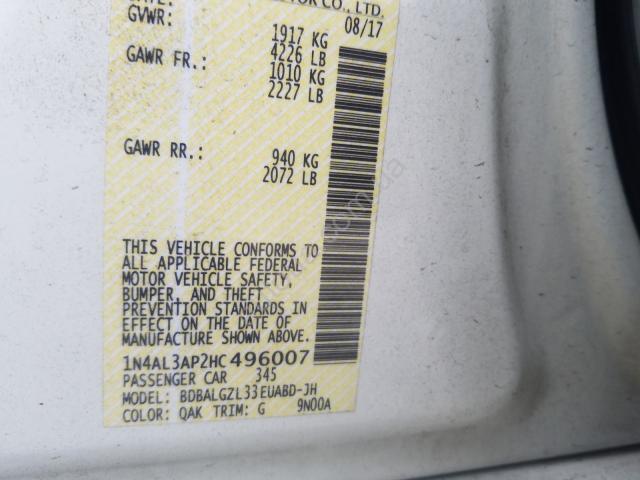 TOR CO., LTD.
DATE: 08/17
GVWR: 1917 KG
4226 LB
GAWR FR.: 1010 KG
2227 LB
GAWR RR.: 940 KG
2072 LB
THIS VEHICLE CONFORMS TO
ALL APPLICABLE FEDERAL
MOTOR VEHICLE SAFETY,
BUMPER, AND THEFT
PREVENTION STANDARDS IN
EFFECT ON THE DATE OF
MANUFACTURE SHOWN ABOVE.
1N4AL3AP2HC496007
PASSENGER CAR 345
MODEL: BDBALGZL33EUABD-JH
COLOR: QAK TRIM: G 9N00A